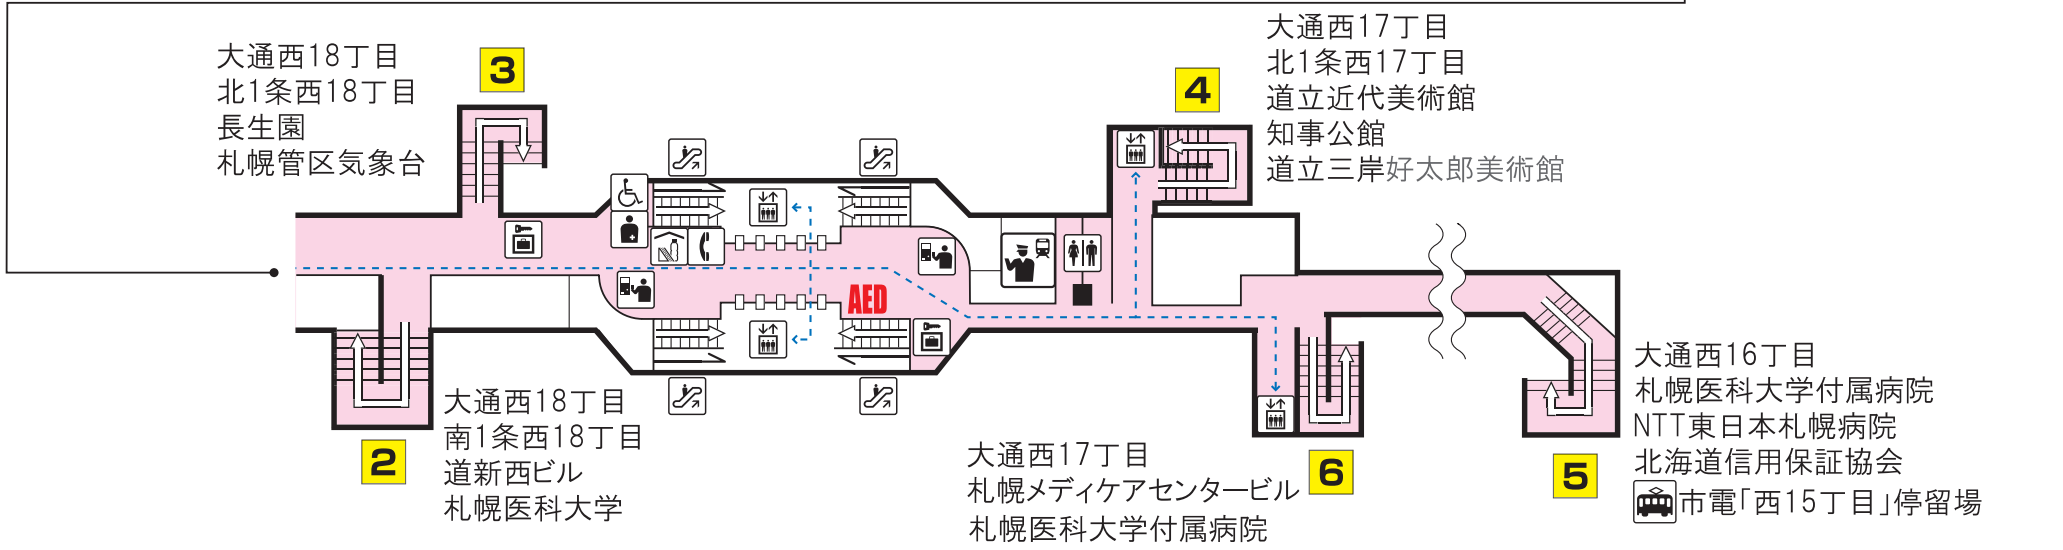 大通西18丁目
北1条西18丁目
長生園
札幌管区気象台
3
4
大通西17丁目
北1条西17丁目
道立近代美術館
知事公館
道立三岸好太郎美術館
AED
2
大通西18丁目
南1条西18丁目
道新西ビル
札幌医科大学
大通西17丁目
札幌メディケアセンタービル
札幌医科大学付属病院
6
5
大通西16丁目
札幌医科大学付属病院
NTT東日本札幌病院
北海道信用保証協会
市電「西15丁目」停留場